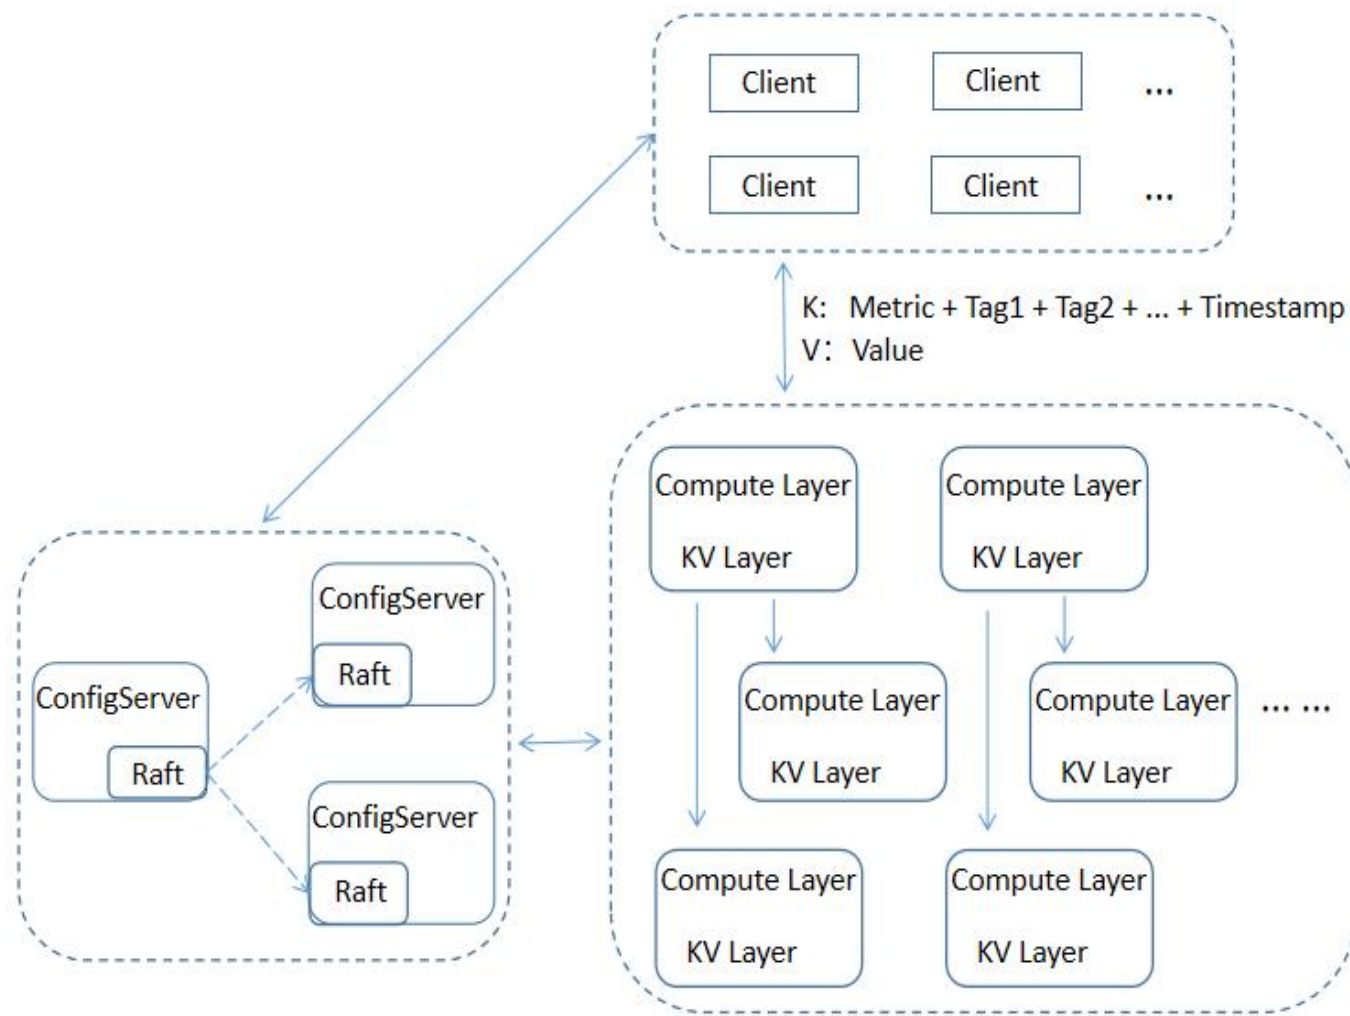 Client
Client
...
Client
Client
...
K: Metric + Tag1 + Tag2 + ... + Timestamp
V： Value
Compute Layer
KV Layer
Compute Layer
KV Layer
Compute Layer
KV Layer
Compute Layer
KV Layer
... ...
Compute Layer
KV Layer
Compute Layer
KV Layer
ConfigServer
Raft
ConfigServer
Raft
ConfigServer
Raft